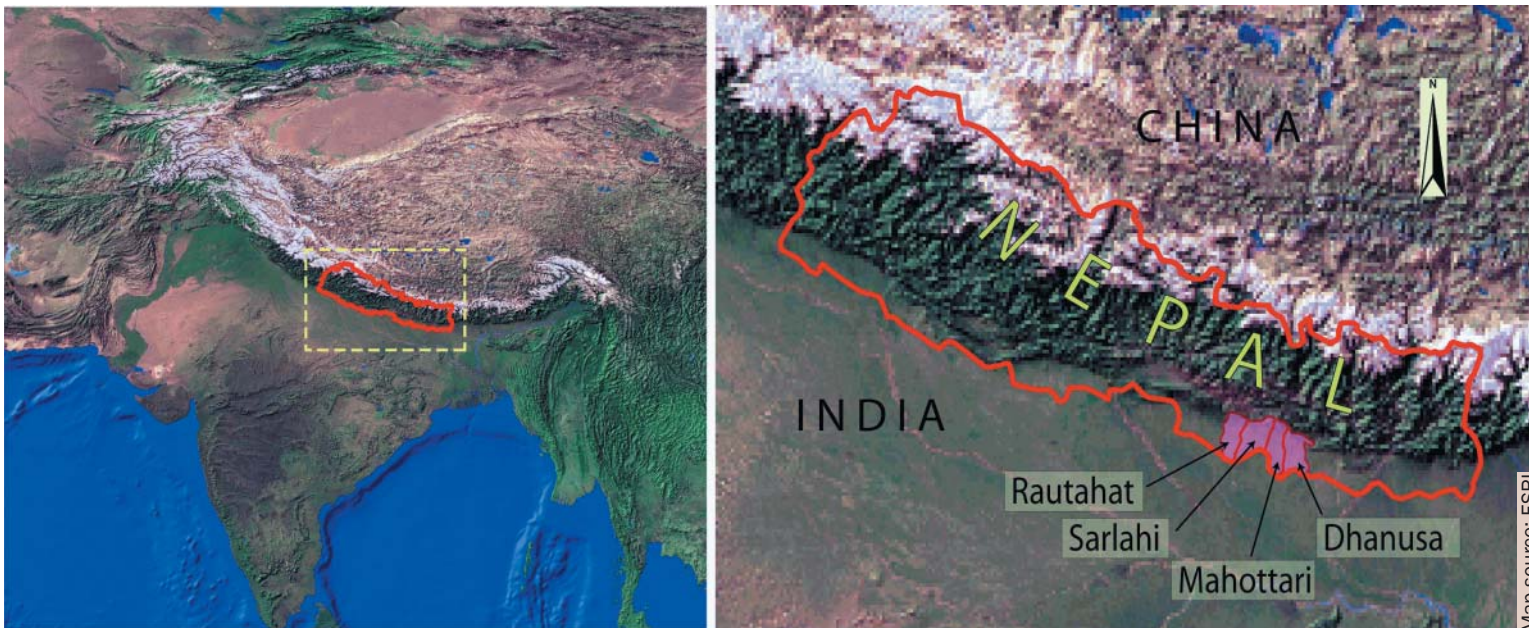 N
CHINA
NEPAL
INDIA
Rautahat
Sarlahi
Mahottari
Dhanusa
Map source: ESRI